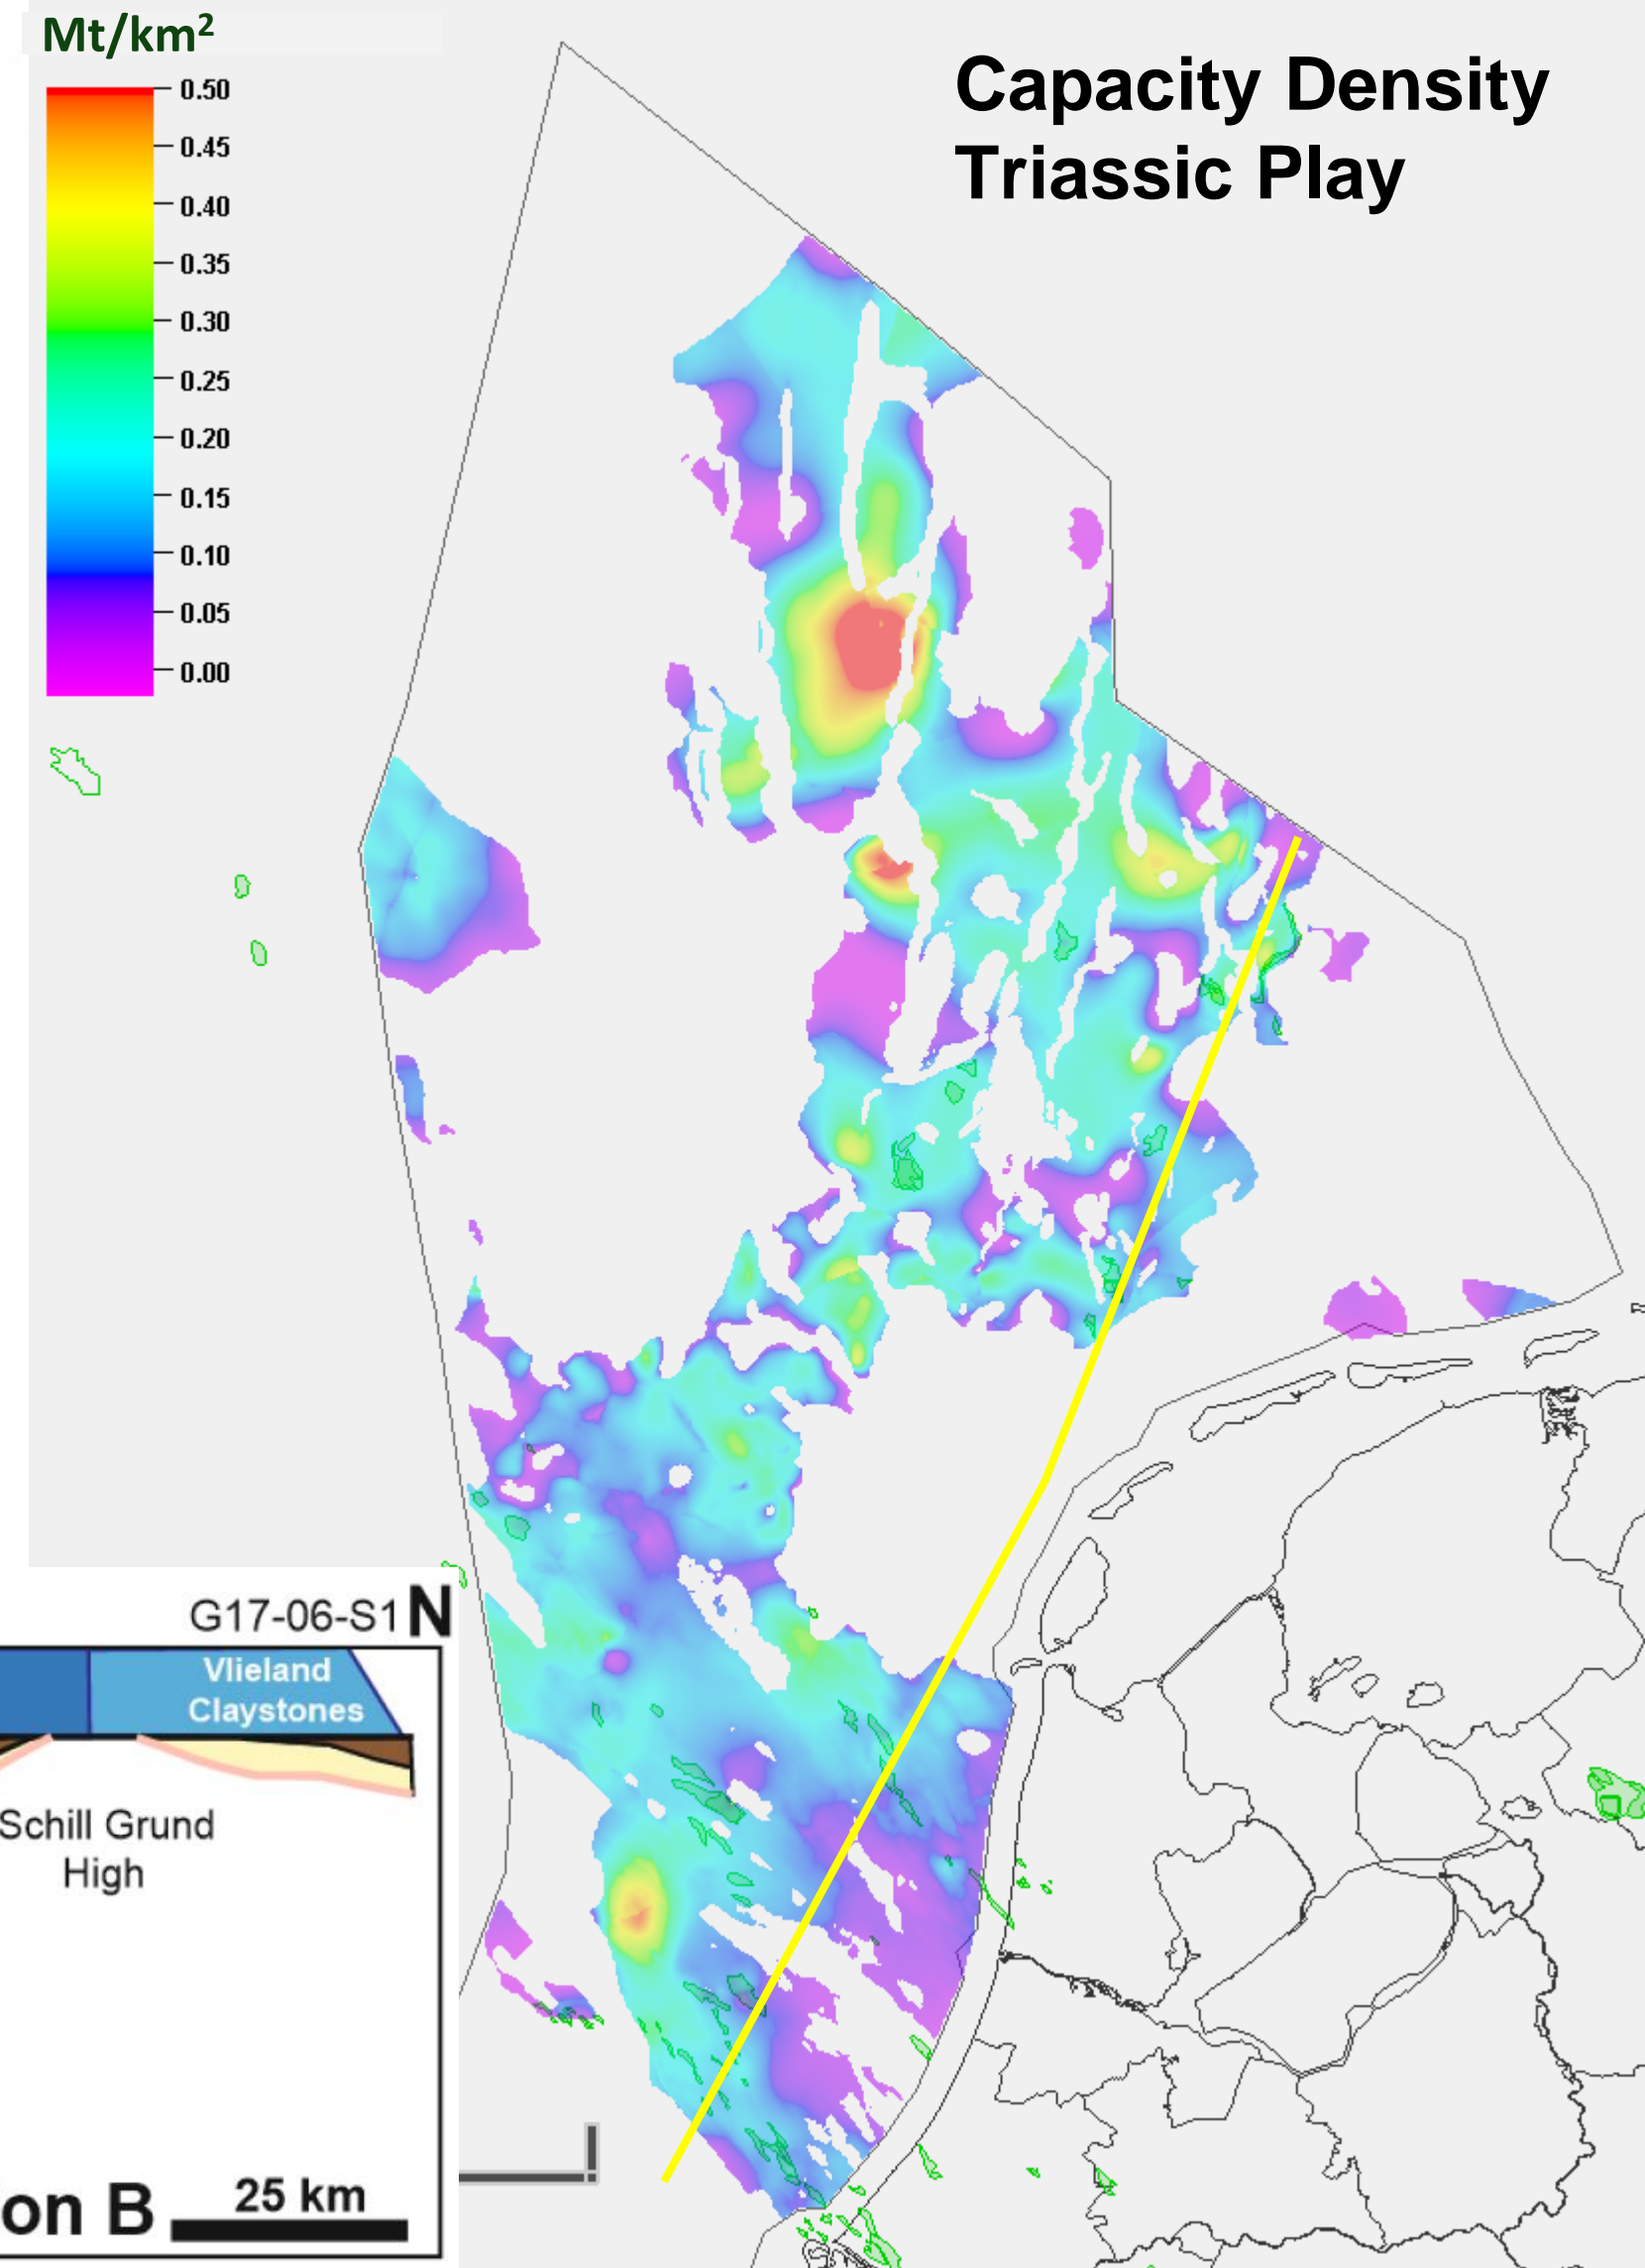 Mt/km²
Capacity Density
Triassic Play
0.50
0.45
0.40
0.35
0.30
0.25
0.20
0.15
0.10
0.05
0.00
G17-06-S1 N
Vlieland
Claystones
Schill Grund
High
on B
25 km